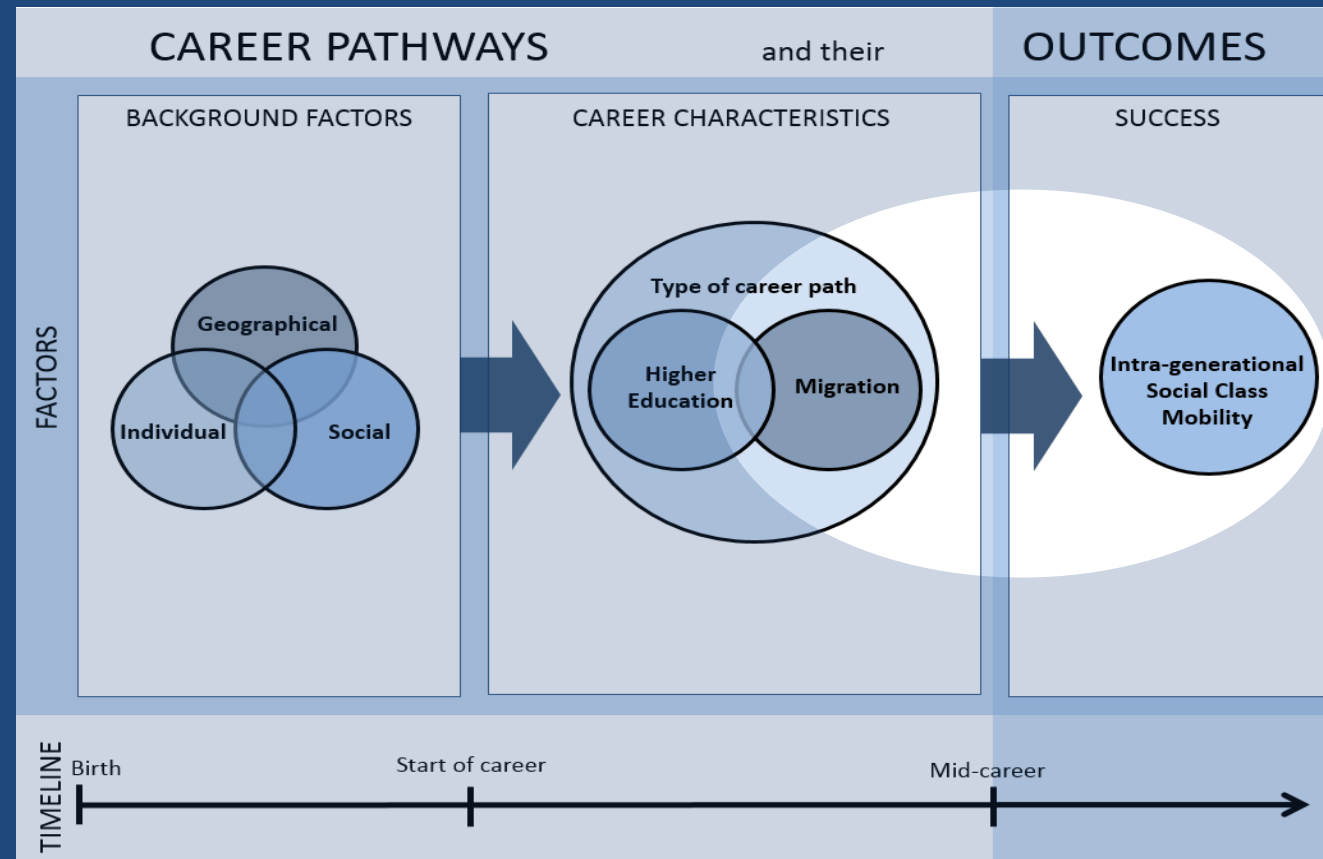 CAREER PATHWAYS and their OUTCOMES
BACKGROUND FACTORS
CAREER CHARACTERISTICS
SUCCESS
FACTORS
Geographical
Individual
Social
Type of career path
Higher
Education
Migration
Intra-generational
Social Class
Mobility
TIMELINE
Birth
Start of career
Mid-career